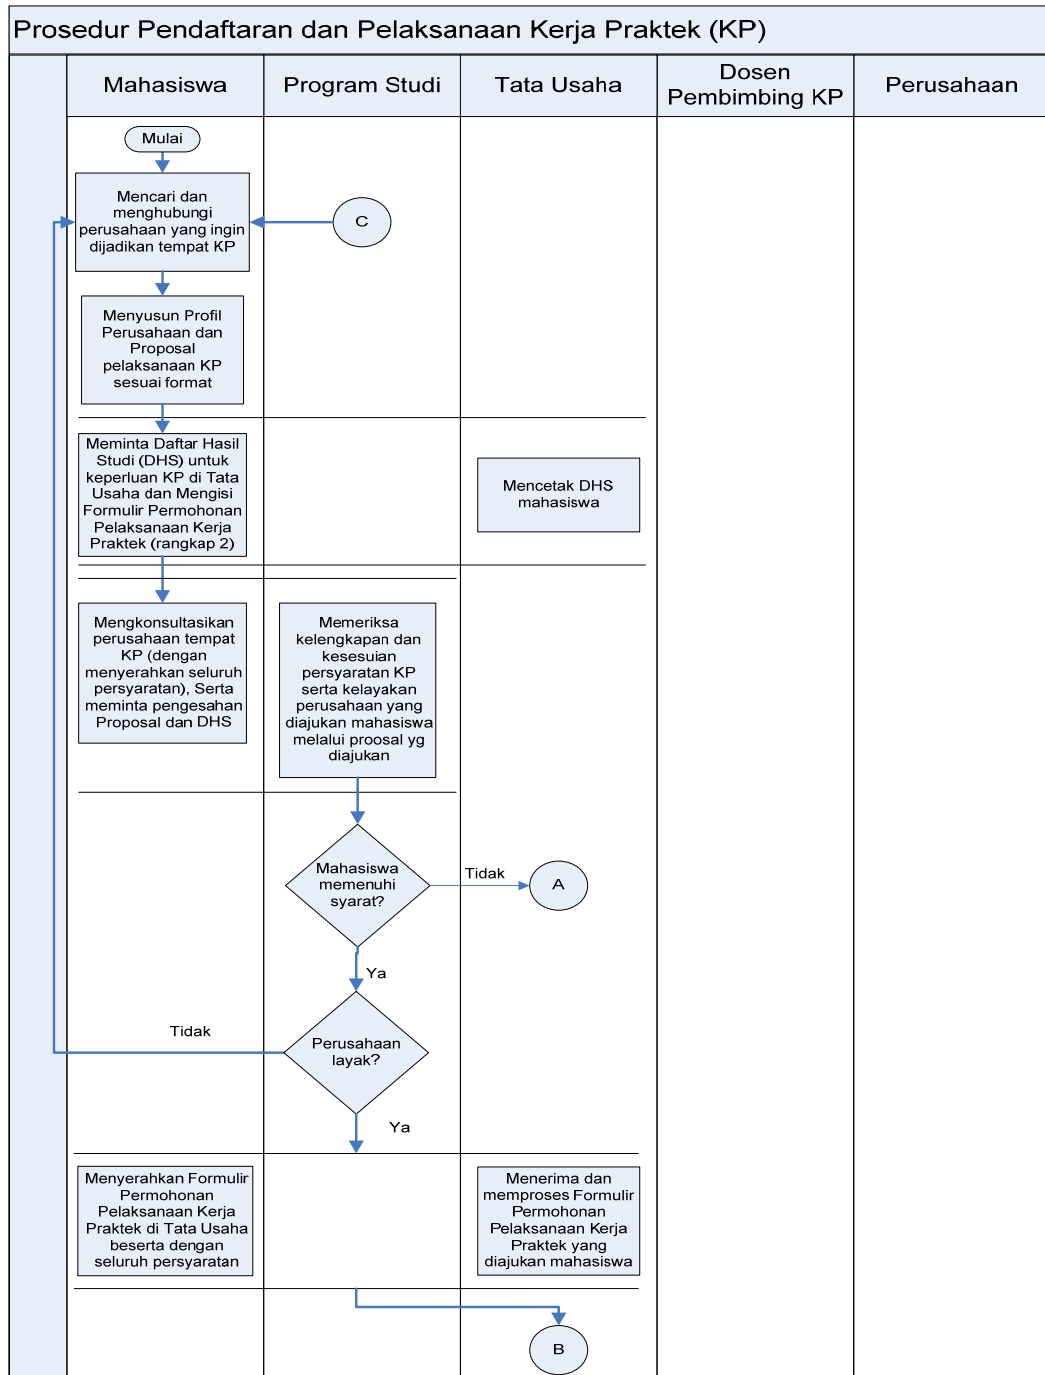 Prosedur Pendaftaran dan Pelaksanaan Kerja Praktek (KP)
Mahasiswa
Program Studi
Tata Usaha
Dosen
Pembimbing KP
Perusahaan
Mulai
Mencari dan
menghubungi
perusahaan yang ingin
dijadikan tempat KP
C
Menyusun Profil
Perusahaan dan
Proposal
pelaksanaan KP
sesuai format
Meminta Daftar Hasil
Studi (DHS) untuk
keperluan KP di Tata
Usaha dan Mengisi
Formulir Permohonan
Pelaksanaan Kerja
Praktek (rangkap 2)
Mencetak DHS
mahasiswa
Mengkonsultasikan
perusahaan tempat
KP (dengan
menyerahkan seluruh
persyaratan), Serta
meminta pengesahan
Proposal dan DHS
Memeriksa
kelengkapan dan
kesesuian
persyaratan KP
serta kelayakan
perusahaan yang
diajukan mahasiswa
melalui proosal yg
diajukan
Mahasiswa
memenuhi
syarat?
Tidak
A
Ya
Tidak
Perusahaan
layak?
Ya
Menyerahkan Formulir
Permohonan
Pelaksanaan Kerja
Praktek di Tata Usaha
beserta dengan
seluruh persyaratan
Menerima dan
memproses Formulir
Permohonan
Pelaksanaan Kerja
Praktek yang
diajukan mahasiswa
B